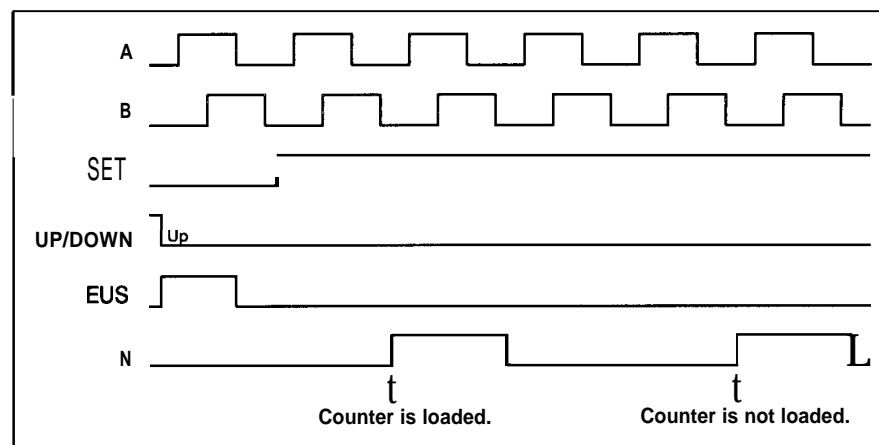 A
B
SET
UP/DOWN Up
EUS
N
t t
Counter is loaded. Counter is not loaded.